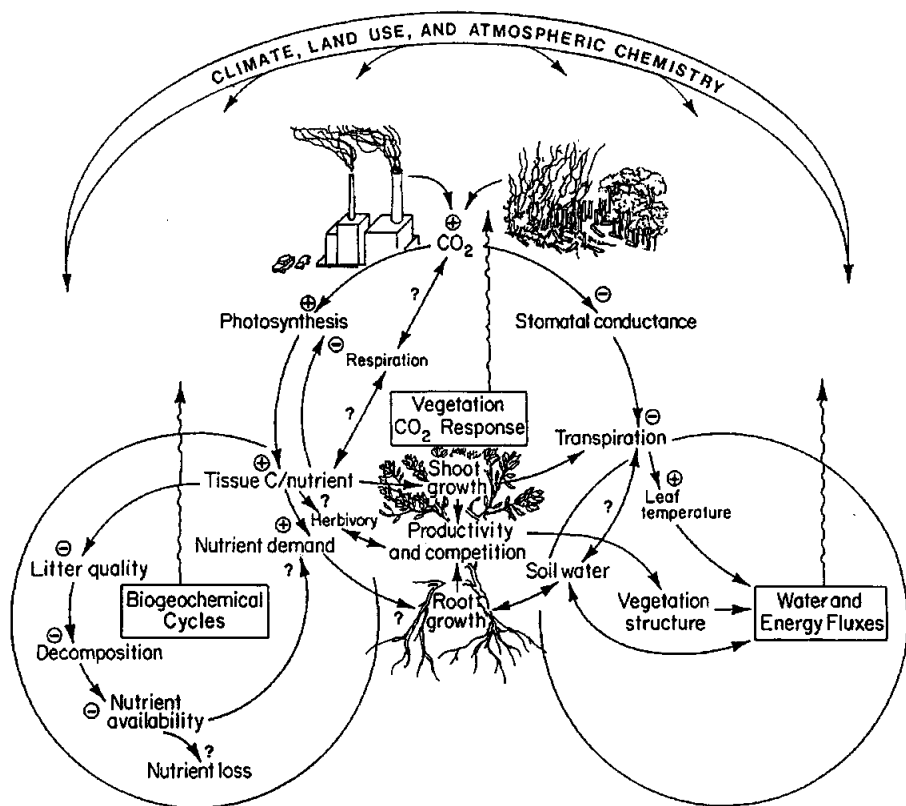 CLIMATE, LAND USE, AND ATMOSPHERIC CHEMISTRY
⊕
CO₂
?
⊕
Photosynthesis
⊖
Stomatal conductance
⊖
Respiration
?
Vegetation
CO₂ Response
⊖
Transpiration
⊕
Tissue C/nutrient
Shoot
growth
⊕
Leaf
temperature
?
?
Herbivory
⊕
Nutrient demand
?
Productivity
and competition
⊖
Litter quality
Soil water
Biogeochemical
Cycles
?
Root
growth
Vegetation
structure
Water and
Energy Fluxes
⊖
Decomposition
⊖
Nutrient
availability
?
Nutrient loss